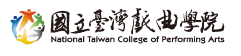 國立臺灣戲曲學院
National Taiwan College of Performing Arts